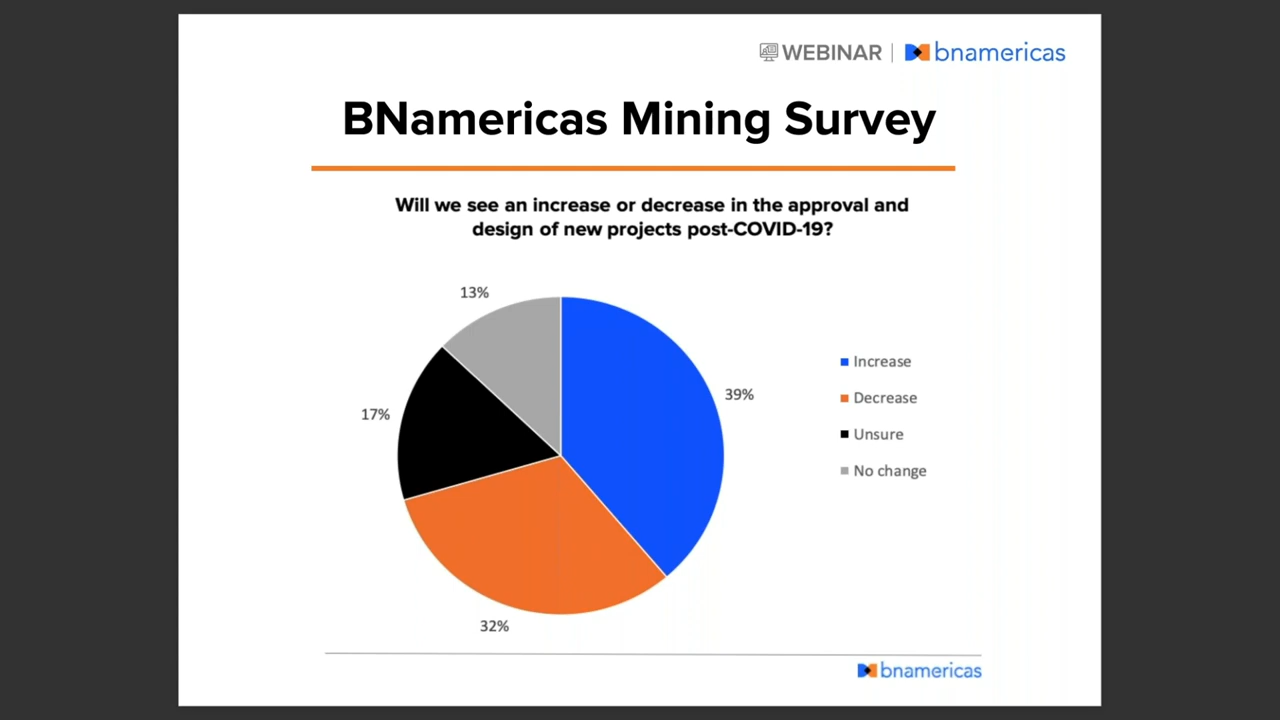 WEBINAR | bnamericas
BNamericas Mining Survey
Will we see an increase or decrease in the approval and
design of new projects post-COVID-19?
13%
39%
17%
32%
Increase
Decrease
Unsure
No change
bnamericas